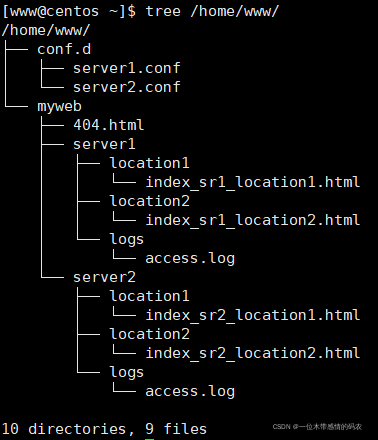 [www@centos ~]$ tree /home/www/
/home/www/
├── conf.d
│   ├── server1.conf
│   └── server2.conf
└── myweb
    ├── 404.html
    ├── server1
    │   ├── location1
    │   │   └── index_sr1_location1.html
    │   ├── location2
    │   │   └── index_sr1_location2.html
    │   └── logs
    │       └── access.log
    └── server2
        ├── location1
        │   └── index_sr2_location1.html
        ├── location2
        │   └── index_sr2_location2.html
        └── logs
            └── access.log
10 directories, 9 files
CSDN @一位木带感情的码农